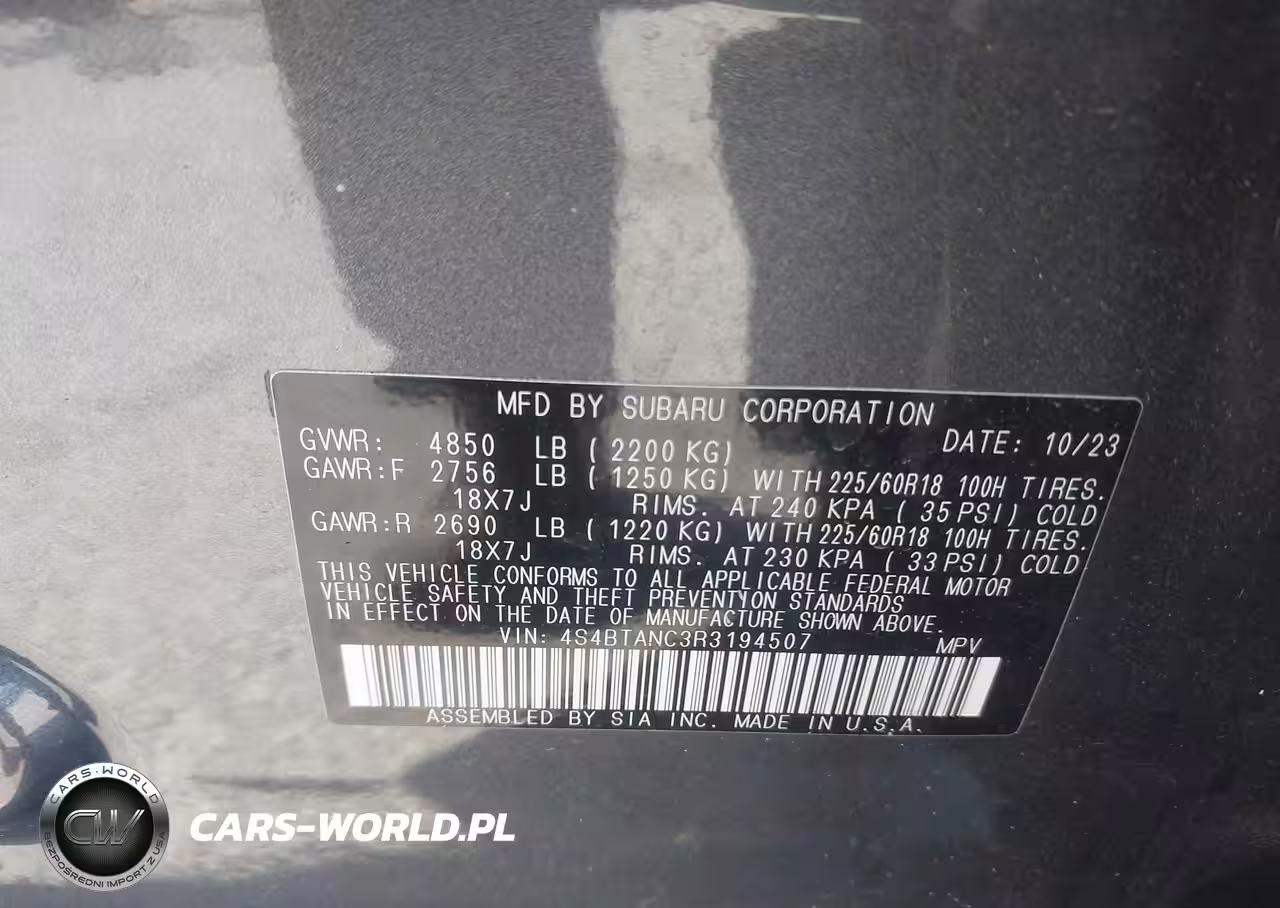 MFD BY SUBARU CORPORATION
GVWR: 4850 LB ( 2200 KG) DATE: 10/23
GAWR:F 2756 LB ( 1250 KG) WITH 225/60R18 100H TIRES.
18X7J RIMS. AT 240 KPA ( 35 PSI) COLD
GAWR:R 2690 LB ( 1220 KG) WITH 225/60R18 100H TIRES.
18X7J RIMS. AT 230 KPA ( 33 PSI) COLD
THIS VEHICLE CONFORMS TO ALL APPLICABLE FEDERAL MOTOR
VEHICLE SAFETY AND THEFT PREVENTION STANDARDS
IN EFFECT ON THE DATE OF MANUFACTURE SHOWN ABOVE.
VIN: 4S4BTANC3R3194507 MPV
ASSEMBLED BY SIA INC. MADE IN U.S.A.
CARS-WORLD
CW
BEZPOŚREDNI IMPORT Z USA
CARS-WORLD.PL